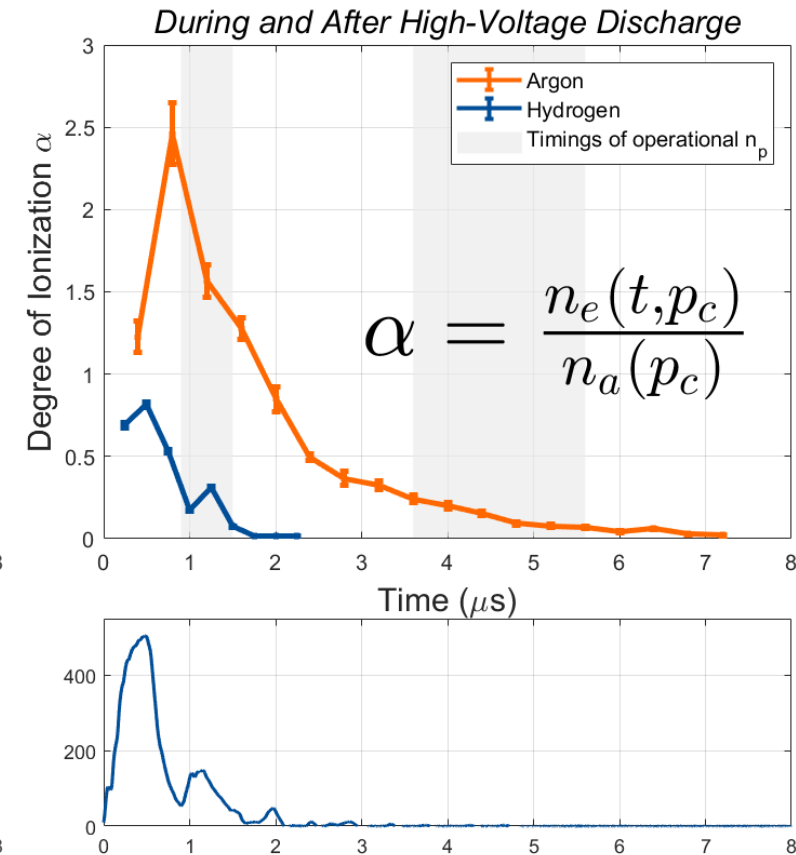 During and After High-Voltage Discharge
3
2.5
2
1.5
1
0.5
0
Degree of Ionization α
Argon
Hydrogen
Timings of operational n_p
α = n_e(t,p_c) / n_a(p_c)
3 0 1 2 3 4 5 6 7 8
Time (μs)
400
200
0
3 0 1 2 3 4 5 6 7 8